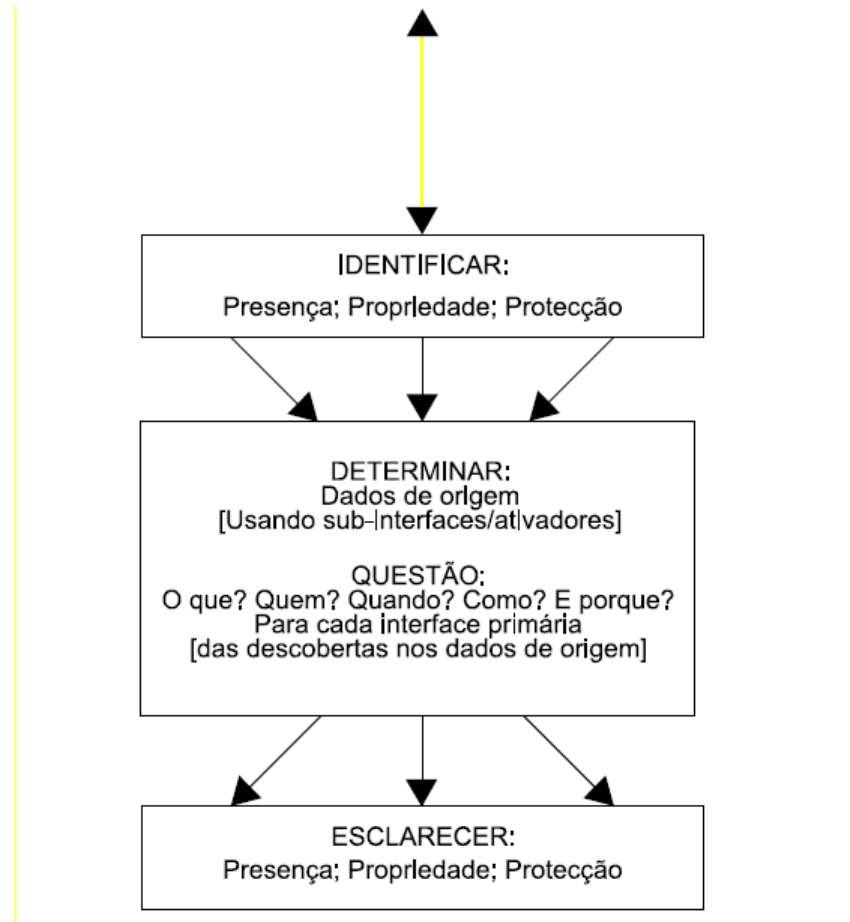 IDENTIFICAR:
Presença; Propriedade; Protecção
DETERMINAR:
Dados de origem
[Usando sub-interfaces/ativadores]
QUESTÃO:
O que? Quem? Quando? Como? E porque?
Para cada interface primária
[das descobertas nos dados de origem]
ESCLARECER:
Presença; Propriedade; Protecção